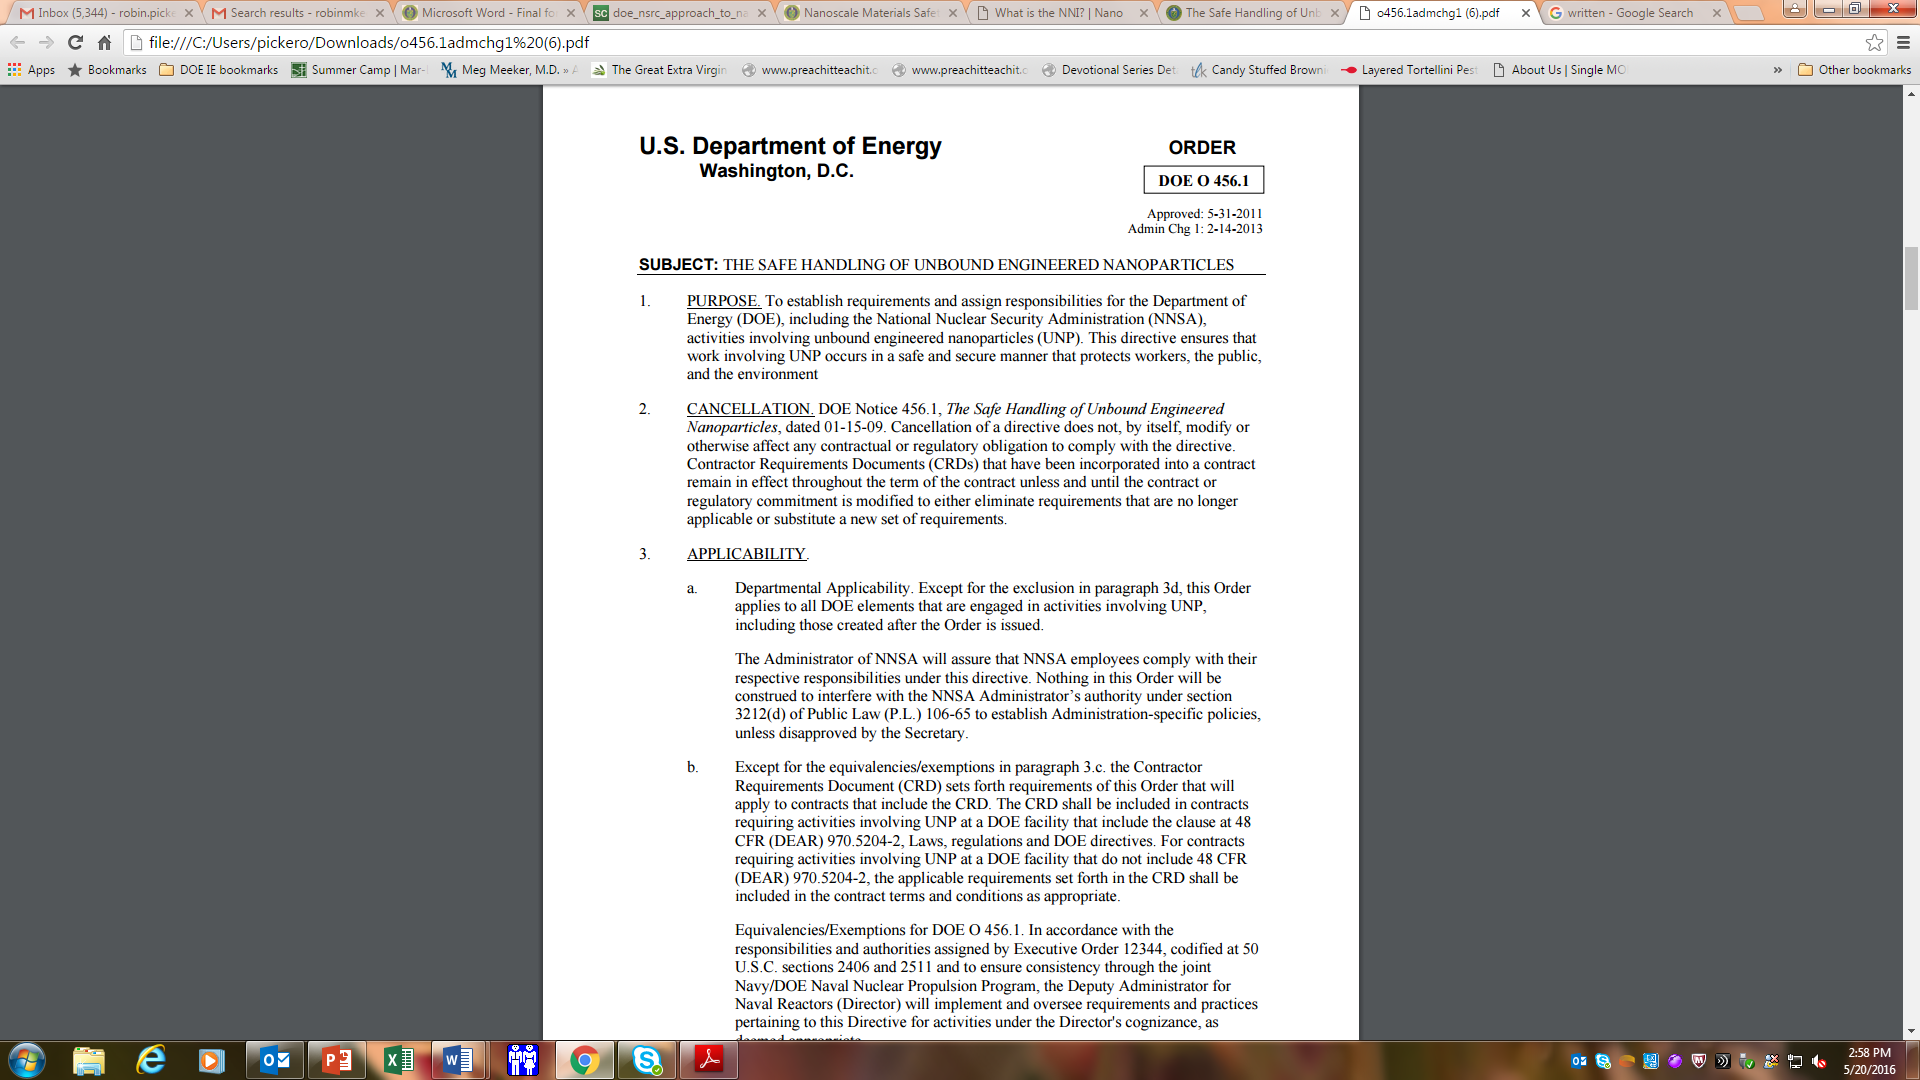 Inbox (5,344) - robin.picke
Search results - robinmke
Microsoft Word - Final fo
doe_nsrc_approach_to_na
Nanoscale Materials Safe
What is the NNI? | Nano
The Safe Handling of Unb
o456.1admchg1 (6).pdf
written - Google Search
file:///C:/Users/pickero/Downloads/o456.1admchg1%20(6).pdf
Apps
Bookmarks
DOE IE bookmarks
Summer Camp | Mar-
Meg Meeker, M.D. »
The Great Extra Virgin
www.preachitteachit.c
www.preachitteachit.c
Devotional Series Det
Candy Stuffed Browni
Layered Tortellini Pest
About Us | Single MO
»
Other bookmarks
U.S. Department of Energy
Washington, D.C.
ORDER
DOE O 456.1
Approved: 5-31-2011
Admin Chg 1: 2-14-2013
SUBJECT: THE SAFE HANDLING OF UNBOUND ENGINEERED NANOPARTICLES
1. PURPOSE. To establish requirements and assign responsibilities for the Department of
Energy (DOE), including the National Nuclear Security Administration (NNSA),
activities involving unbound engineered nanoparticles (UNP). This directive ensures that
work involving UNP occurs in a safe and secure manner that protects workers, the public,
and the environment
2. CANCELLATION. DOE Notice 456.1, The Safe Handling of Unbound Engineered
Nanoparticles, dated 01-15-09. Cancellation of a directive does not, by itself, modify or
otherwise affect any contractual or regulatory obligation to comply with the directive.
Contractor Requirements Documents (CRDs) that have been incorporated into a contract
remain in effect throughout the term of the contract unless and until the contract or
regulatory commitment is modified to either eliminate requirements that are no longer
applicable or substitute a new set of requirements.
3. APPLICABILITY.
a. Departmental Applicability. Except for the exclusion in paragraph 3d, this Order
applies to all DOE elements that are engaged in activities involving UNP,
including those created after the Order is issued.
The Administrator of NNSA will assure that NNSA employees comply with their
respective responsibilities under this directive. Nothing in this Order will be
construed to interfere with the NNSA Administrator's authority under section
3212(d) of Public Law (P.L.) 106-65 to establish Administration-specific policies,
unless disapproved by the Secretary.
b. Except for the equivalencies/exemptions in paragraph 3.c. the Contractor
Requirements Document (CRD) sets forth requirements of this Order that will
apply to contracts that include the CRD. The CRD shall be included in contracts
requiring activities involving UNP at a DOE facility that include the clause at 48
CFR (DEAR) 970.5204-2, Laws, regulations and DOE directives. For contracts
requiring activities involving UNP at a DOE facility that do not include 48 CFR
(DEAR) 970.5204-2, the applicable requirements set forth in the CRD shall be
included in the contract terms and conditions as appropriate.
Equivalencies/Exemptions for DOE O 456.1. In accordance with the
responsibilities and authorities assigned by Executive Order 12344, codified at 50
U.S.C. sections 2406 and 2511 and to ensure consistency through the joint
Navy/DOE Naval Nuclear Propulsion Program, the Deputy Administrator for
Naval Reactors (Director) will implement and oversee requirements and practices
pertaining to this Directive for activities under the Director's cognizance, as
2:58 PM
5/20/2016